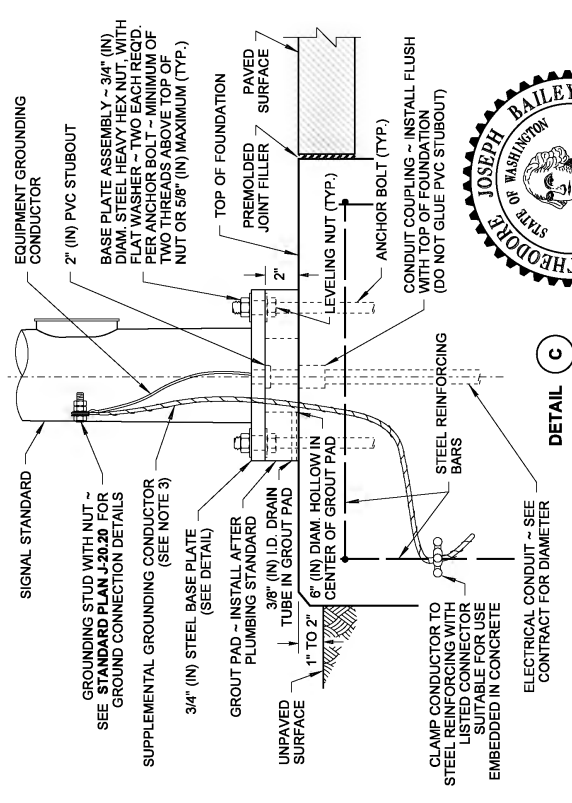 SIGNAL STANDARD
GROUNDING STUD WITH NUT ~
SEE STANDARD PLAN J-20.20 FOR
GROUND CONNECTION DETAILS
SUPPLEMENTAL GROUNDING CONDUCTOR
(SEE NOTE 3)
3/4" (IN) STEEL BASE PLATE
(SEE DETAIL)
GROUT PAD ~ INSTALL AFTER
PLUMBING STANDARD
3/8" (IN) I.D. DRAIN
TUBE IN GROUT PAD
6" (IN) DIAM. HOLLOW IN
CENTER OF GROUT PAD
1" TO 2"
UNPAVED
SURFACE
CLAMP CONDUCTOR TO
STEEL REINFORCING WITH
LISTED CONNECTOR
SUITABLE FOR USE
EMBEDDED IN CONCRETE
EQUIPMENT GROUNDING
CONDUCTOR
2" (IN) PVC STUBOUT
BASE PLATE ASSEMBLY ~ 3/4" (IN)
DIAM. STEEL HEAVY HEX NUT, WITH
FLAT WASHER ~ TWO EACH REQ'D.
PER ANCHOR BOLT ~ MINIMUM OF
TWO THREADS ABOVE TOP OF
NUT OR 5/8" (IN) MAXIMUM (TYP.)
2"
TOP OF FOUNDATION
PREMOLDED
JOINT FILLER
PAVED
SURFACE
LEVELING NUT (TYP.)
ANCHOR BOLT (TYP.)
CONDUIT COUPLING ~ INSTALL FLUSH
WITH TOP OF FOUNDATION
(DO NOT GLUE PVC STUBOUT)
STEEL REINFORCING
BARS
ELECTRICAL CONDUIT ~ SEE
CONTRACT FOR DIAMETER
DETAIL C
THEODORE JOSEPH BAILEY
STATE OF WASHINGTON